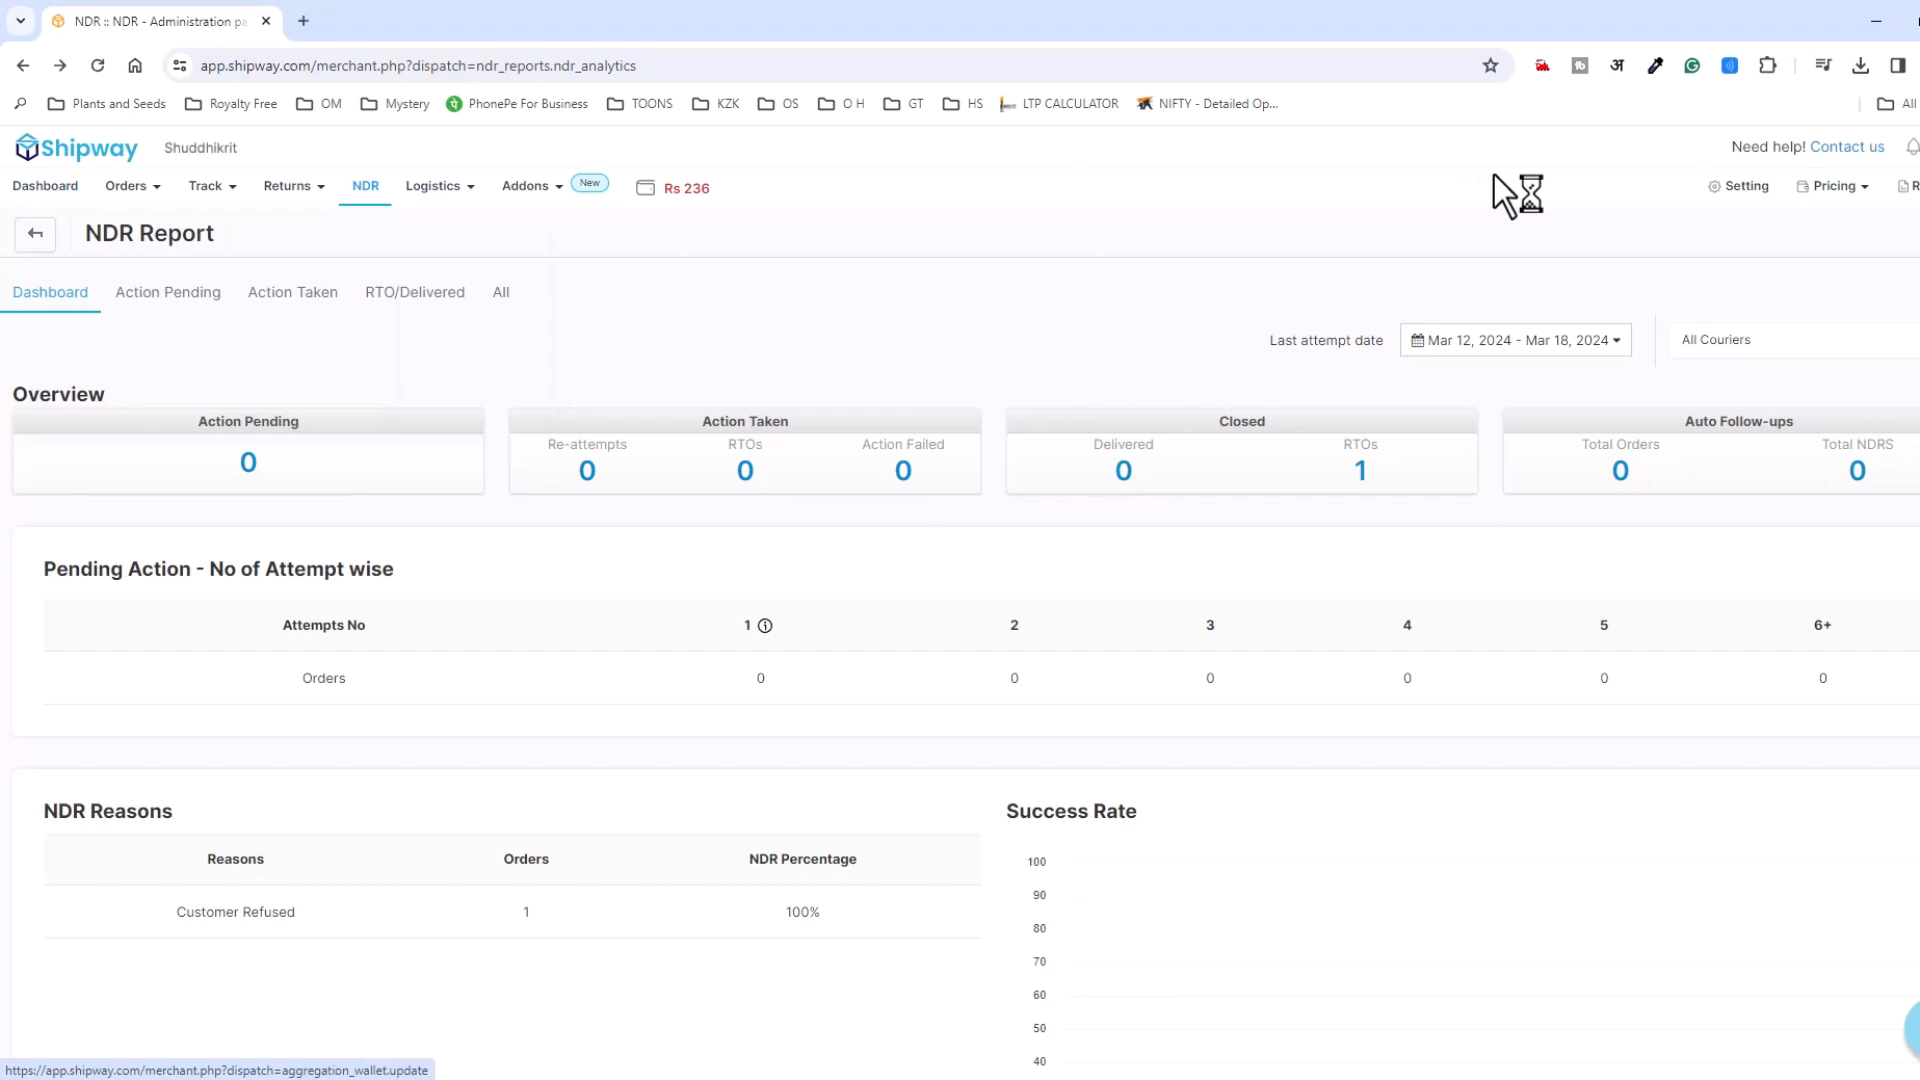 NDR :: NDR - Administration pa
app.shipway.com/merchant.php?dispatch=ndr_reports.ndr_analytics
Plants and Seeds Royalty Free OM Mystery PhonePe For Business TOONS KZK OS O H GT HS LTP CALCULATOR NIFTY - Detailed Op... All
Shipway Shuddhikrit Need help! Contact us
Dashboard Orders Track Returns NDR Logistics Addons New Rs 236 Setting Pricing R
NDR Report
Dashboard Action Pending Action Taken RTO/Delivered All
Last attempt date Mar 12, 2024 - Mar 18, 2024 All Couriers
Overview
Action Pending Action Taken Closed Auto Follow-ups
Re-attempts RTOs Action Failed Delivered RTOs Total Orders Total NDRS
0 0 0 0 0 1 0 0
Pending Action - No of Attempt wise
Attempts No 1 2 3 4 5 6+
Orders 0 0 0 0 0 0
NDR Reasons Success Rate
Reasons Orders NDR Percentage
Customer Refused 1 100%
100
90
80
70
60
50
40
https://app.shipway.com/merchant.php?dispatch=aggregation_wallet.update